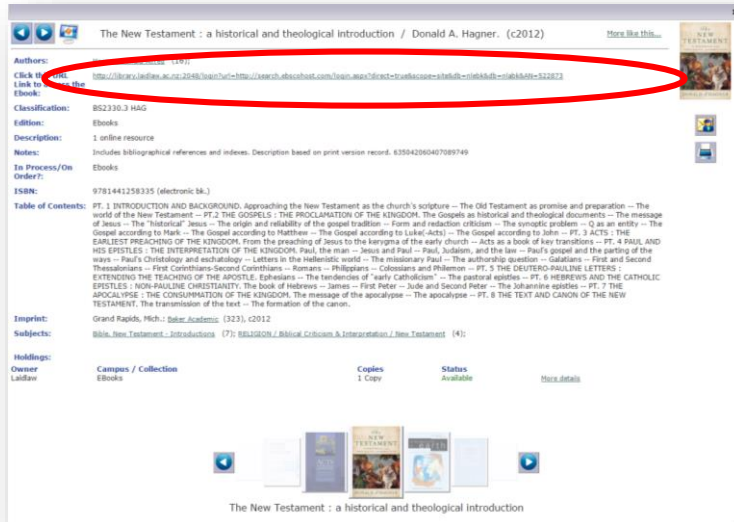 The New Testament : a historical and theological introduction / Donald A. Hagner. (c2012)
More like this...
Authors:
Click the URL
http://library.laidlaw.ac.nz:2048/login?url=http://search.ebscohost.com/login.aspx?direct=true&scope=site&db=nlebk&db=nlabk&AN=522873
Link to access the
Ebook:
Classification: BS2330.3 HAG
Edition: Ebooks
Description: 1 online resource
Notes: Includes bibliographical references and indexes. Description based on print version record. 635042060407089749
In Process/On Ebooks
Order?:
ISBN: 9781441258335 (electronic bk.)
Table of Contents: PT. 1 INTRODUCTION AND BACKGROUND. Approaching the New Testament as the church's scripture -- The Old Testament as promise and preparation -- The
world of the New Testament -- PT.2 THE GOSPELS : THE PROCLAMATION OF THE KINGDOM. The Gospels as historical and theological documents -- The message
of Jesus -- The "historical" Jesus -- The origin and reliability of the gospel tradition -- Form and redaction criticism -- The synoptic problem -- Q as an entity -- The
Gospel according to Mark -- The Gospel according to Matthew -- The Gospel according to Luke(-Acts) -- The Gospel according to John -- PT. 3 ACTS : THE
EARLIEST PREACHING OF THE KINGDOM. From the preaching of Jesus to the kerygma of the early church -- Acts as a book of key transitions -- PT. 4 PAUL AND
HIS EPISTLES : THE INTERPRETATION OF THE KINGDOM. Paul, the man -- Jesus and Paul -- Paul, Judaism, and the law -- Paul's gospel and the parting of the
ways -- Paul's Christology and eschatology -- Letters in the Hellenistic world -- The missionary Paul -- The authorship question -- Galatians -- First and Second
Thessalonians -- First Corinthians-Second Corinthians -- Romans -- Philippians -- Colossians and Philemon -- PT. 5 THE DEUTERO-PAULINE LETTERS :
EXTENDING THE TEACHING OF THE APOSTLE. Ephesians -- The tendencies of "early Catholicism" -- The pastoral epistles -- PT. 6 HEBREWS AND THE CATHOLIC
EPISTLES : NON-PAULINE CHRISTIANITY. The book of Hebrews -- James -- First Peter -- Jude and Second Peter -- The Johannine epistles -- PT. 7 THE
APOCALYPSE : THE CONSUMMATION OF THE KINGDOM. The message of the apocalypse -- The apocalypse -- PT. 8 THE TEXT AND CANON OF THE NEW
TESTAMENT. The transmission of the text -- The formation of the canon.
Imprint: Grand Rapids, Mich.: Baker Academic (323), c2012
Subjects: Bible. New Testament - Introductions (7); RELIGION / Biblical Criticism & Interpretation / New Testament (4);
Holdings:
Owner Campus / Collection Copies Status
Laidlaw EBooks 1 Copy Available More details
NEW
TESTAMENT
The New Testament : a historical and theological introduction